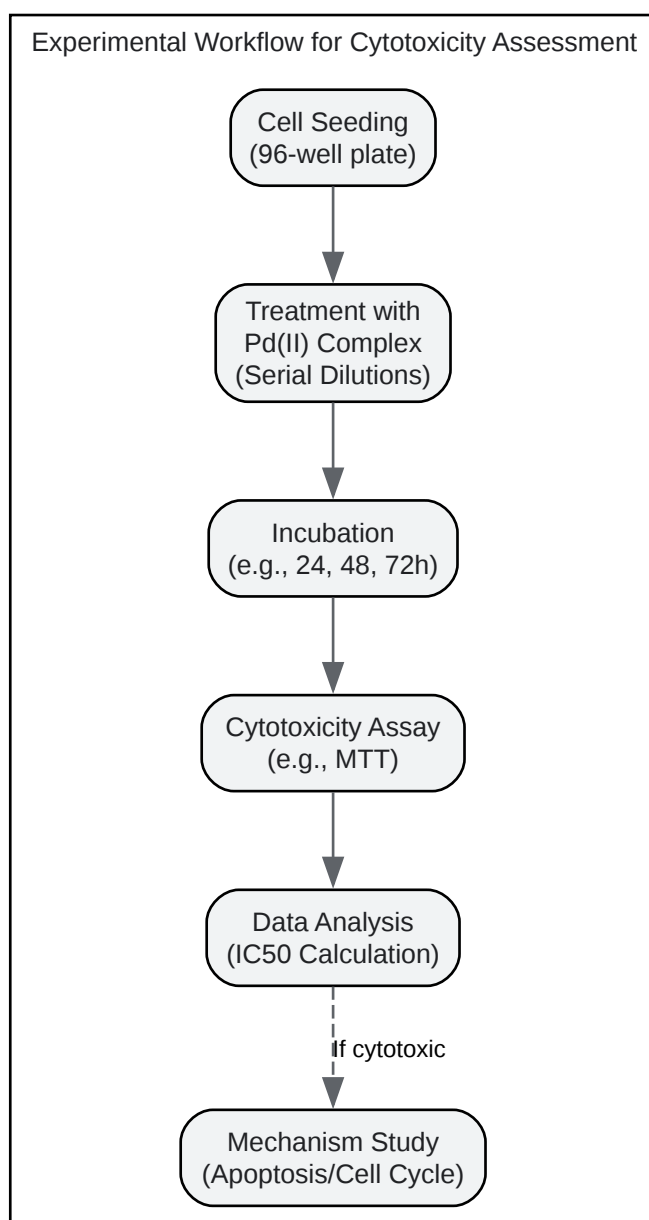 Experimental Workflow for Cytotoxicity Assessment
Cell Seeding
(96-well plate)
Treatment with
Pd(II) Complex
(Serial Dilutions)
Incubation
(e.g., 24, 48, 72h)
Cytotoxicity Assay
(e.g., MTT)
Data Analysis
(IC50 Calculation)
If cytotoxic
Mechanism Study
(Apoptosis/Cell Cycle)